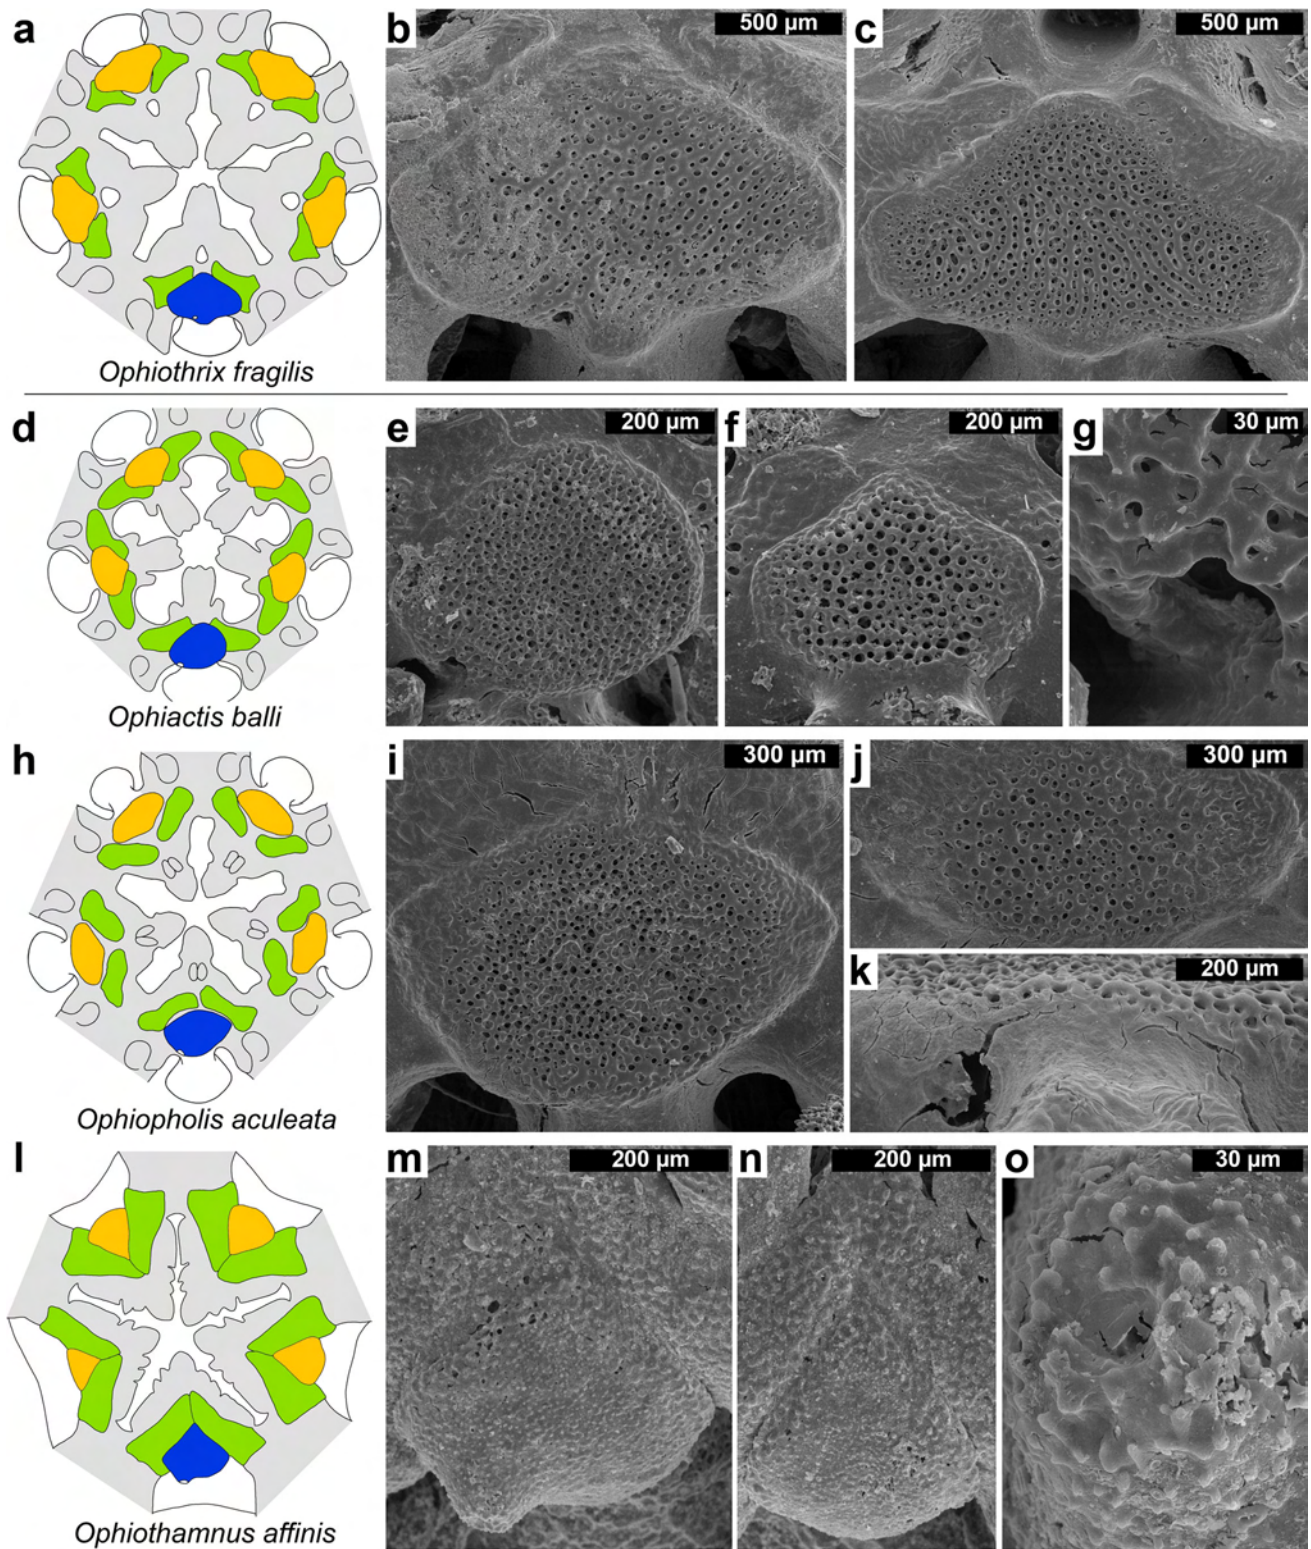 a
b
500 µm
c
500 µm
Ophiothrix fragilis
d
e
200 µm
f
200 µm
g
30 µm
Ophiactis balli
h
i
300 µm
j
300 µm
k
200 µm
Ophiopholis aculeata
l
m
200 µm
n
200 µm
o
30 µm
Ophiothamnus affinis